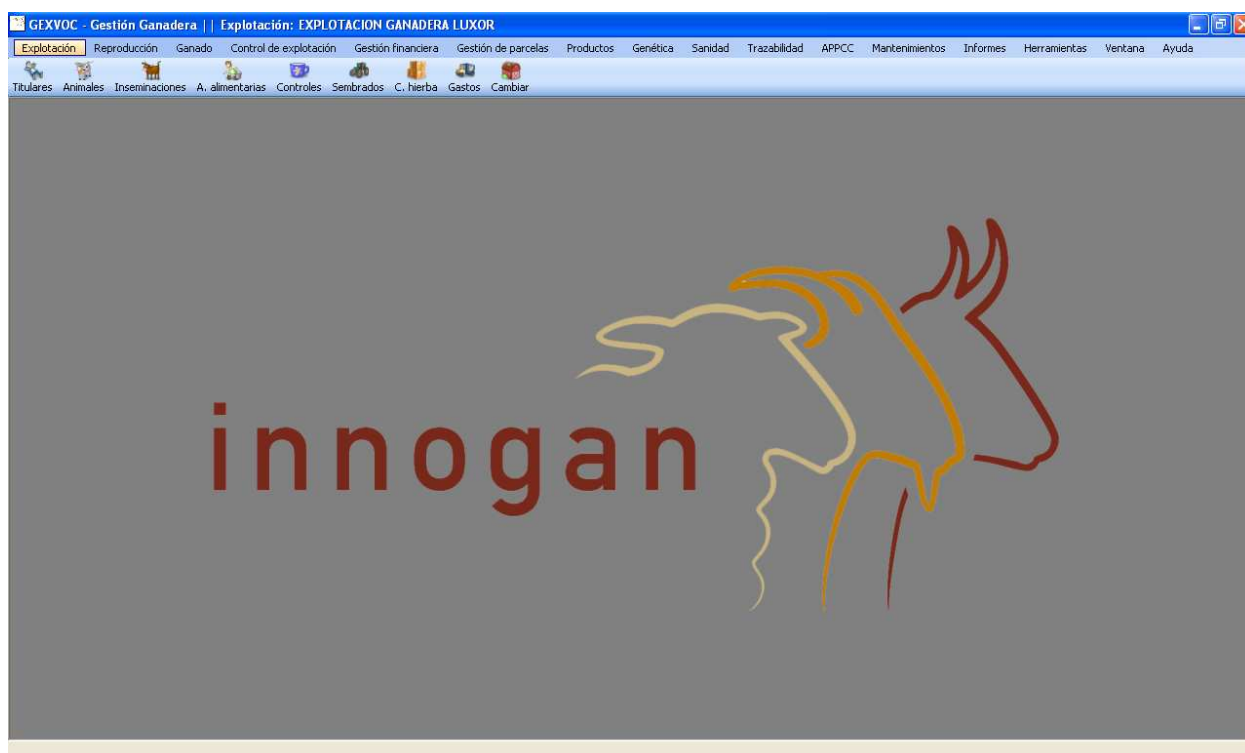 GEXVOC - Gestión Ganadera || Explotación: EXPLOTACION GANADERA LUXOR
Explotación Reproducción Ganado Control de explotación Gestión financiera Gestión de parcelas Productos Genética Sanidad Trazabilidad APPCC Mantenimientos Informes Herramientas Ventana Ayuda
Titulares Animales Inseminaciones A. alimentarias Controles Sembrados C. hierba Gastos Cambiar
innogan